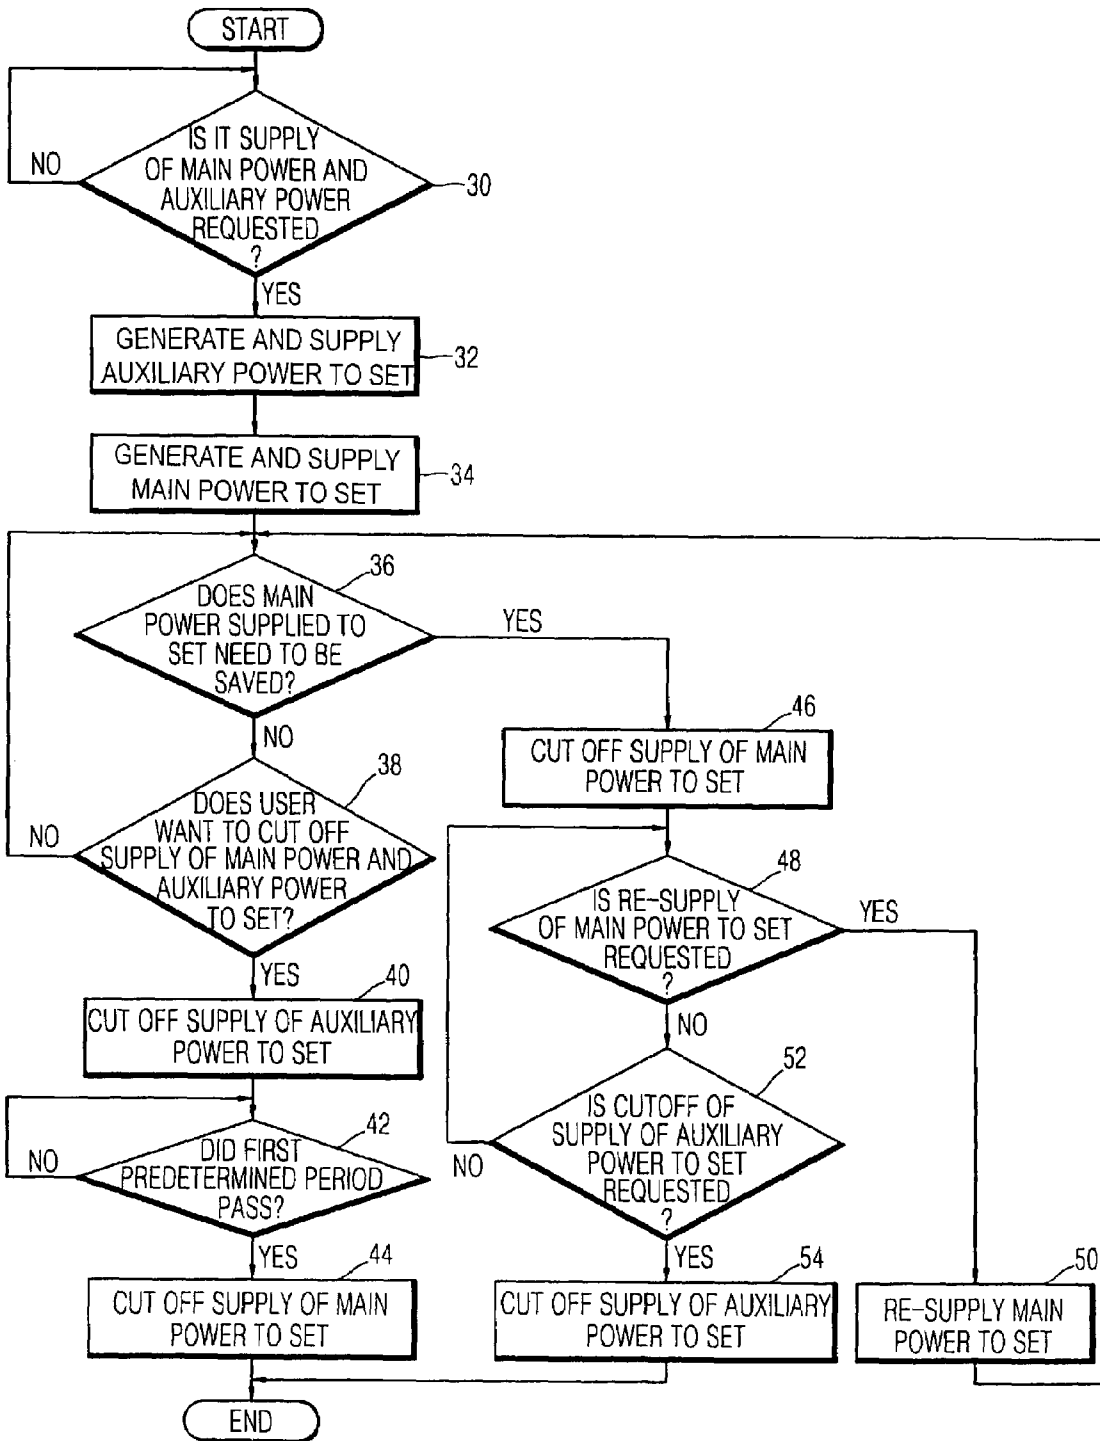 START
IS IT SUPPLY
OF MAIN POWER AND
AUXILIARY POWER
REQUESTED
?
NO
30
YES
GENERATE AND SUPPLY
AUXILIARY POWER TO SET
32
GENERATE AND SUPPLY
MAIN POWER TO SET
34
36
DOES MAIN
POWER SUPPLIED TO
SET NEED TO BE
SAVED?
YES
NO
46
CUT OFF SUPPLY OF MAIN
POWER TO SET
38
DOES USER
WANT TO CUT OFF
SUPPLY OF MAIN POWER AND
AUXILIARY POWER
TO SET?
NO
YES
48
IS RE-SUPPLY
OF MAIN POWER TO SET
REQUESTED
?
YES
NO
40
CUT OFF SUPPLY OF AUXILIARY
POWER TO SET
52
IS CUTOFF OF
SUPPLY OF AUXILIARY
POWER TO SET
REQUESTED
?
NO
YES
42
DID FIRST
PREDETERMINED PERIOD
PASS?
NO
YES
44
CUT OFF SUPPLY OF MAIN
POWER TO SET
54
CUT OFF SUPPLY OF AUXILIARY
POWER TO SET
50
RE-SUPPLY MAIN
POWER TO SET
END